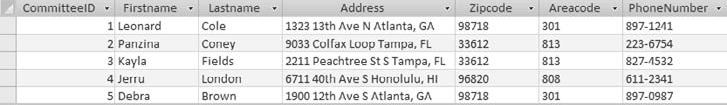 CommitteeID Firstname Lastname Address Zipcode Areacode PhoneNumber
1 Leonard Cole 1323 13th Ave N Atlanta, GA 98718 301 897-1241
2 Panzina Coney 9033 Colfax Loop Tampa, FL 33612 813 223-6754
3 Kayla Fields 2211 Peachtree St S Tampa, FL 33612 813 827-4532
4 Jerru London 6711 40th Ave S Honolulu, HI 96820 808 611-2341
5 Debra Brown 1900 12th Ave S Atlanta, GA 98718 301 897-0987